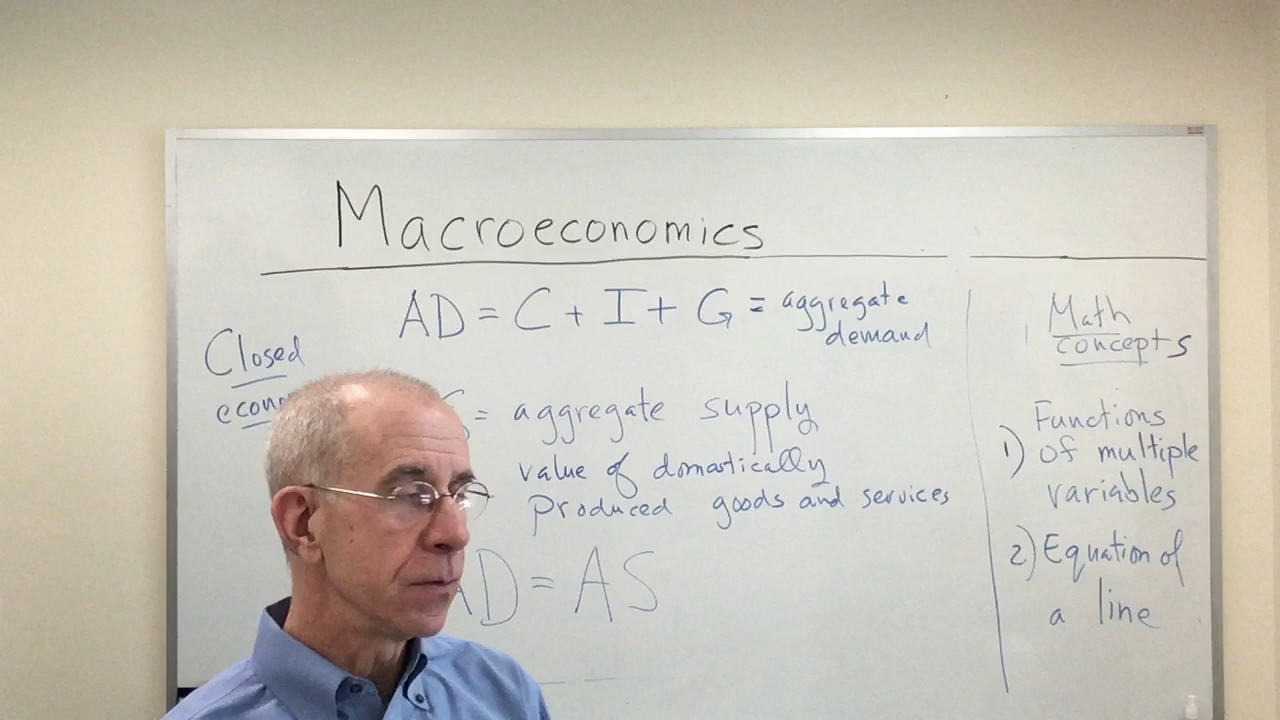 Macroeconomics
AD = C + I + G = aggregate
demand
Closed
= aggregate supply
value of domastically
produced goods and services
D = AS
Math
concepts
Functions
1) of multiple
variables
2) Equation of
a line